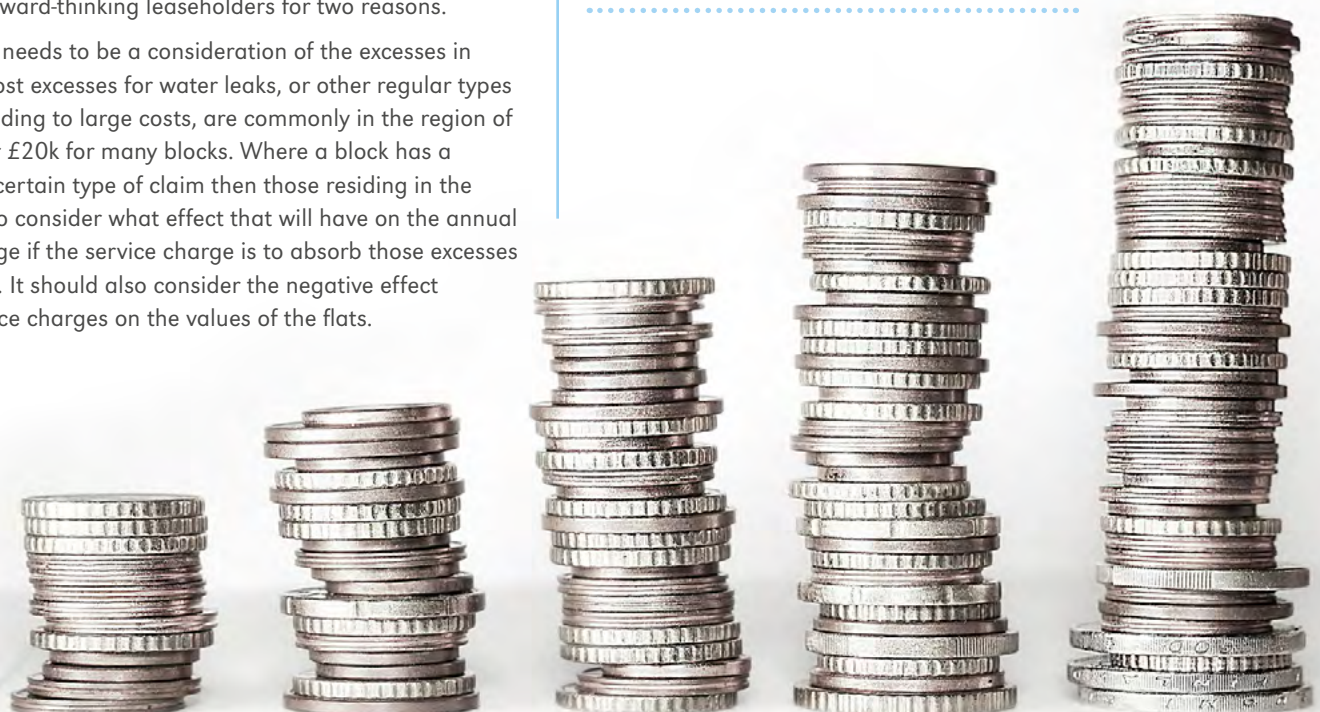 ward-thinking leaseholders for two reasons.
needs to be a consideration of the excesses in
ost excesses for water leaks, or other regular types
ding to large costs, are commonly in the region of
£20k for many blocks. Where a block has a
certain type of claim then those residing in the
o consider what effect that will have on the annual
ge if the service charge is to absorb those excesses
. It should also consider the negative effect
ce charges on the values of the flats.